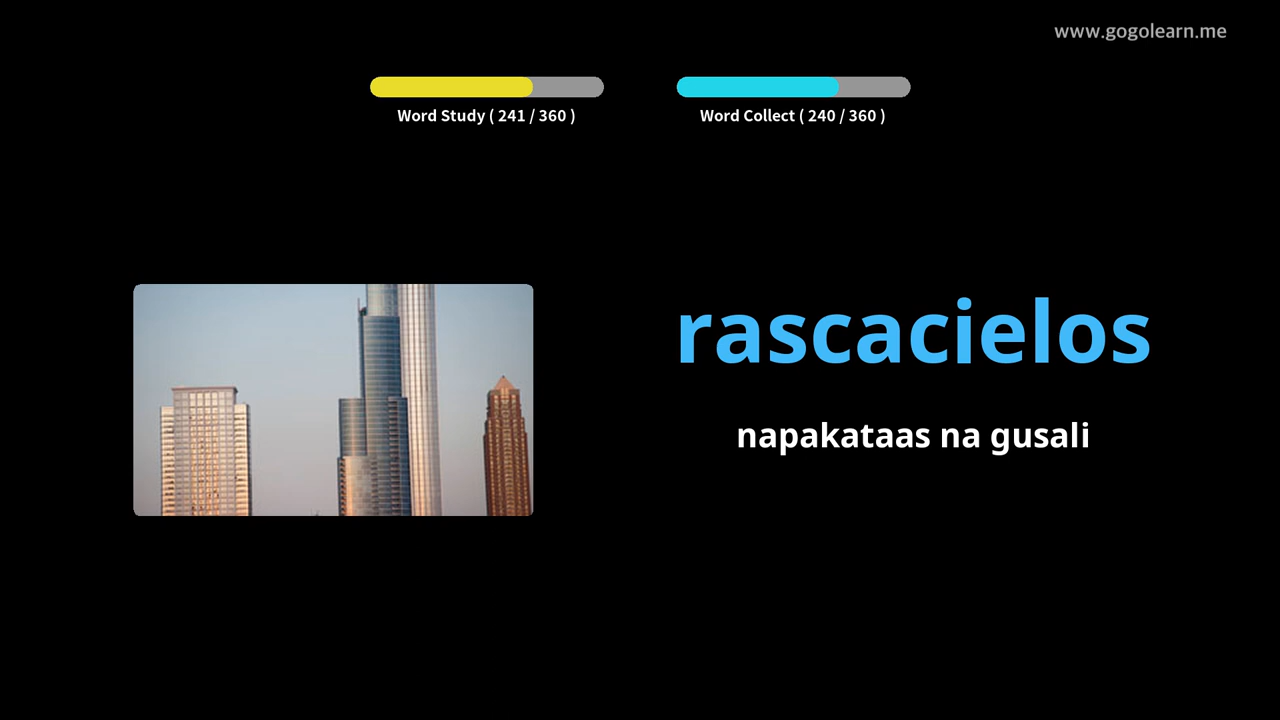 www.gogolearn.me
Word Study ( 241 / 360 )
Word Collect ( 240 / 360 )
rascacielos
napakataas na gusali